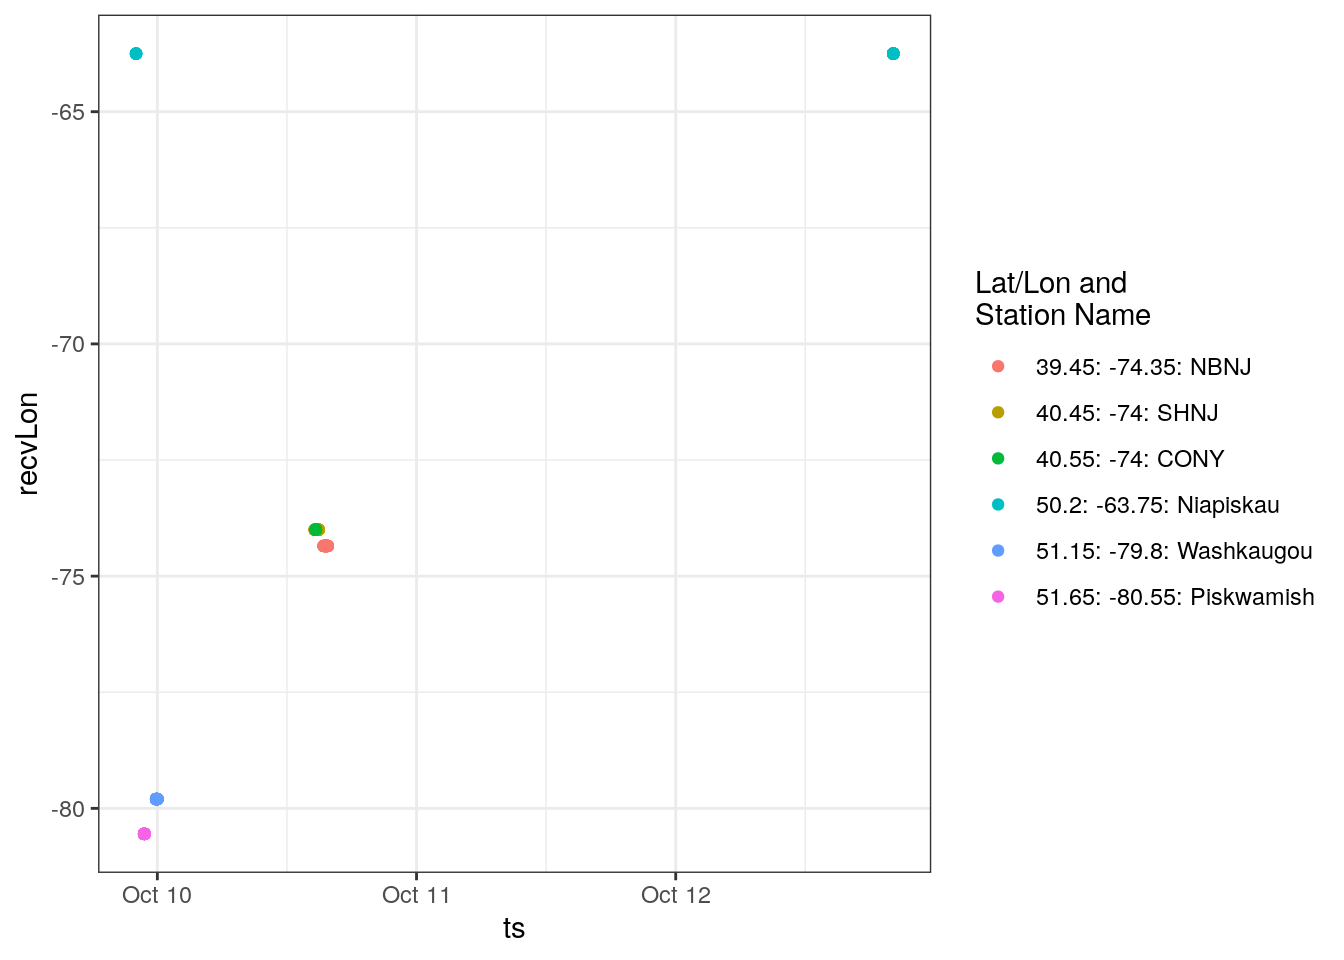 -65
-70
-75
-80
recvLon
Oct 10
Oct 11
Oct 12
ts
Lat/Lon and
Station Name
39.45: -74.35: NBNJ
40.45: -74: SHNJ
40.55: -74: CONY
50.2: -63.75: Niapiskau
51.15: -79.8: Washkaugou
51.65: -80.55: Piskwamish